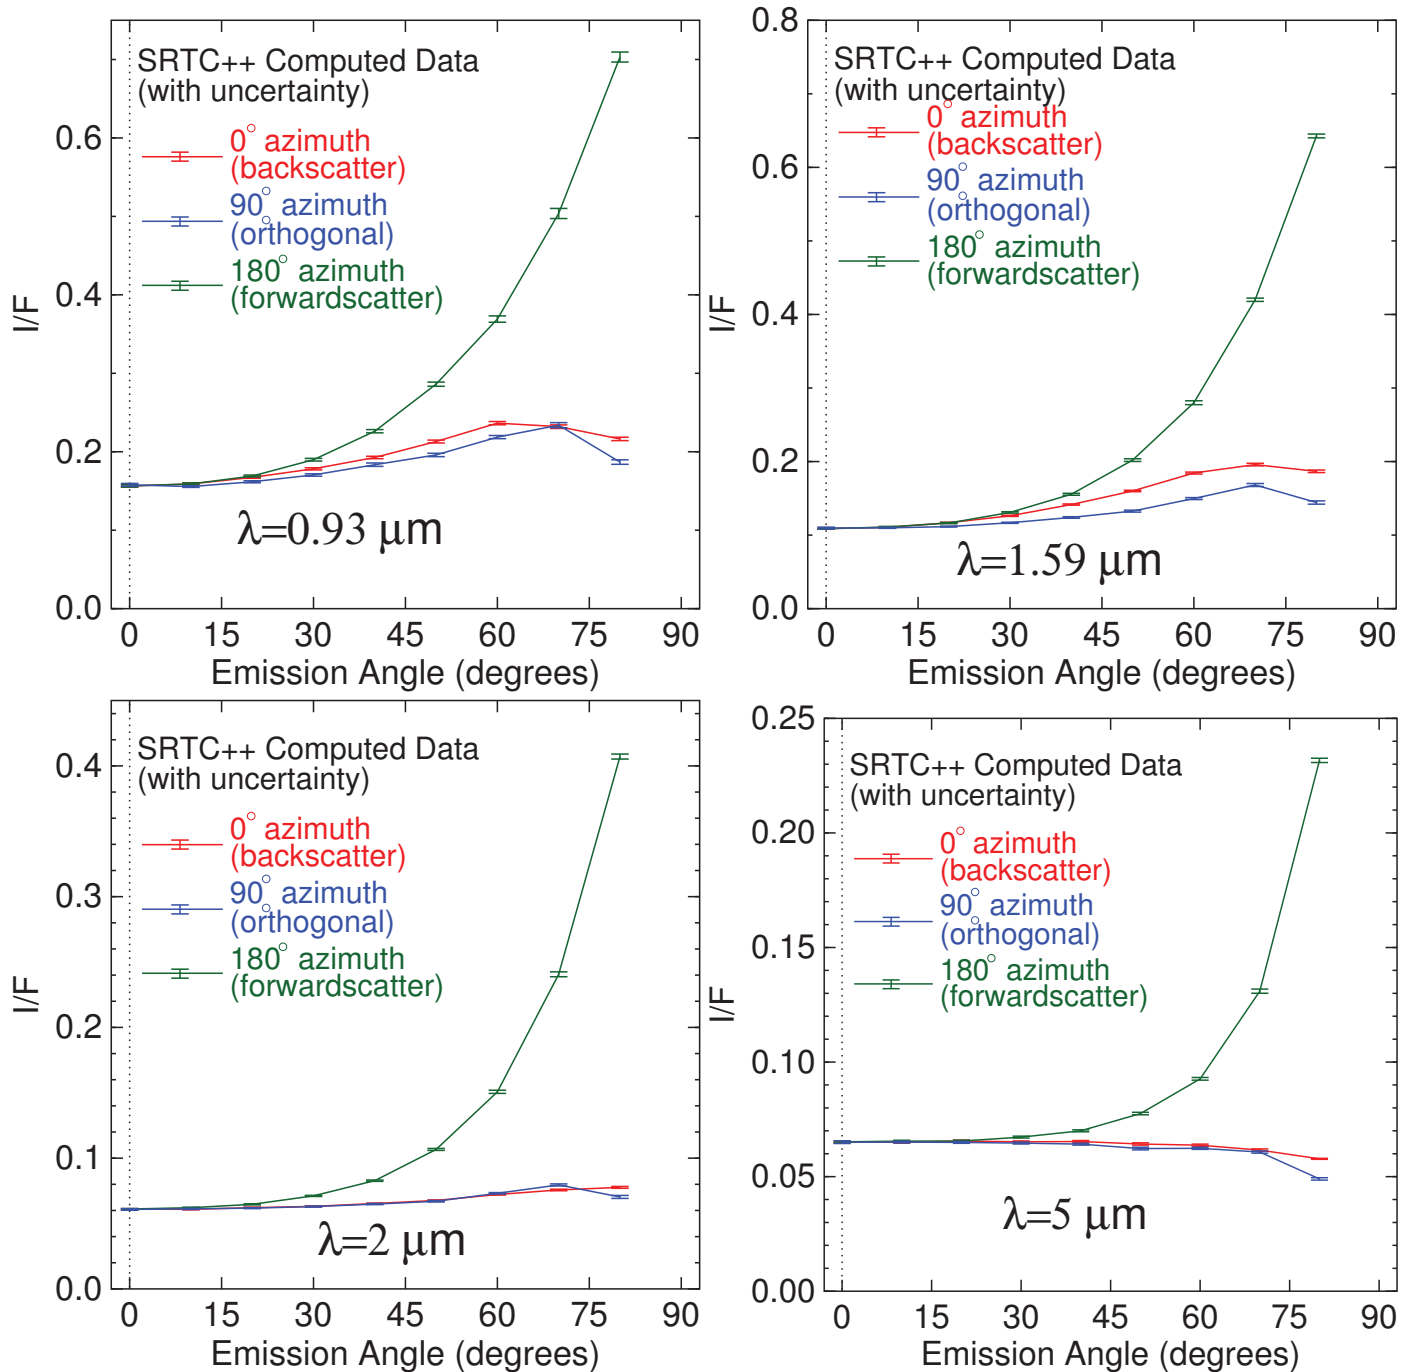 SRTC++ Computed Data
(with uncertainty)
0° azimuth
(backscatter)
90° azimuth
(orthogonal)
180° azimuth
(forwardscatter)
λ=0.93 μm
I/F
0.6
0.4
0.2
0.0
0 15 30 45 60 75 90
Emission Angle (degrees)
SRTC++ Computed Data
(with uncertainty)
0° azimuth
(backscatter)
90° azimuth
(orthogonal)
180° azimuth
(forwardscatter)
λ=1.59 μm
I/F
0.8
0.6
0.4
0.2
0.0
0 15 30 45 60 75 90
Emission Angle (degrees)
SRTC++ Computed Data
(with uncertainty)
0° azimuth
(backscatter)
90° azimuth
(orthogonal)
180° azimuth
(forwardscatter)
λ=2 μm
I/F
0.4
0.3
0.2
0.1
0.0
0 15 30 45 60 75 90
Emission Angle (degrees)
SRTC++ Computed Data
(with uncertainty)
0° azimuth
(backscatter)
90° azimuth
(orthogonal)
180° azimuth
(forwardscatter)
λ=5 μm
I/F
0.25
0.20
0.15
0.10
0.05
0.00
0 15 30 45 60 75 90
Emission Angle (degrees)